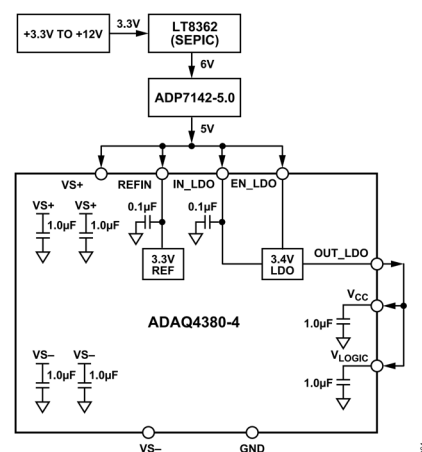 +3.3V TO +12V
3.3V
LT8362
(SEPIC)
6V
ADP7142-5.0
5V
VS+
REFIN
IN_LDO
EN_LDO
VS+
VS+
1.0µF
1.0µF
0.1µF
0.1µF
3.3V
REF
3.4V
LDO
OUT_LDO
VCC
1.0µF
ADAQ4380-4
VLOGIC
1.0µF
VS–
VS–
1.0µF
1.0µF
VS–
GND